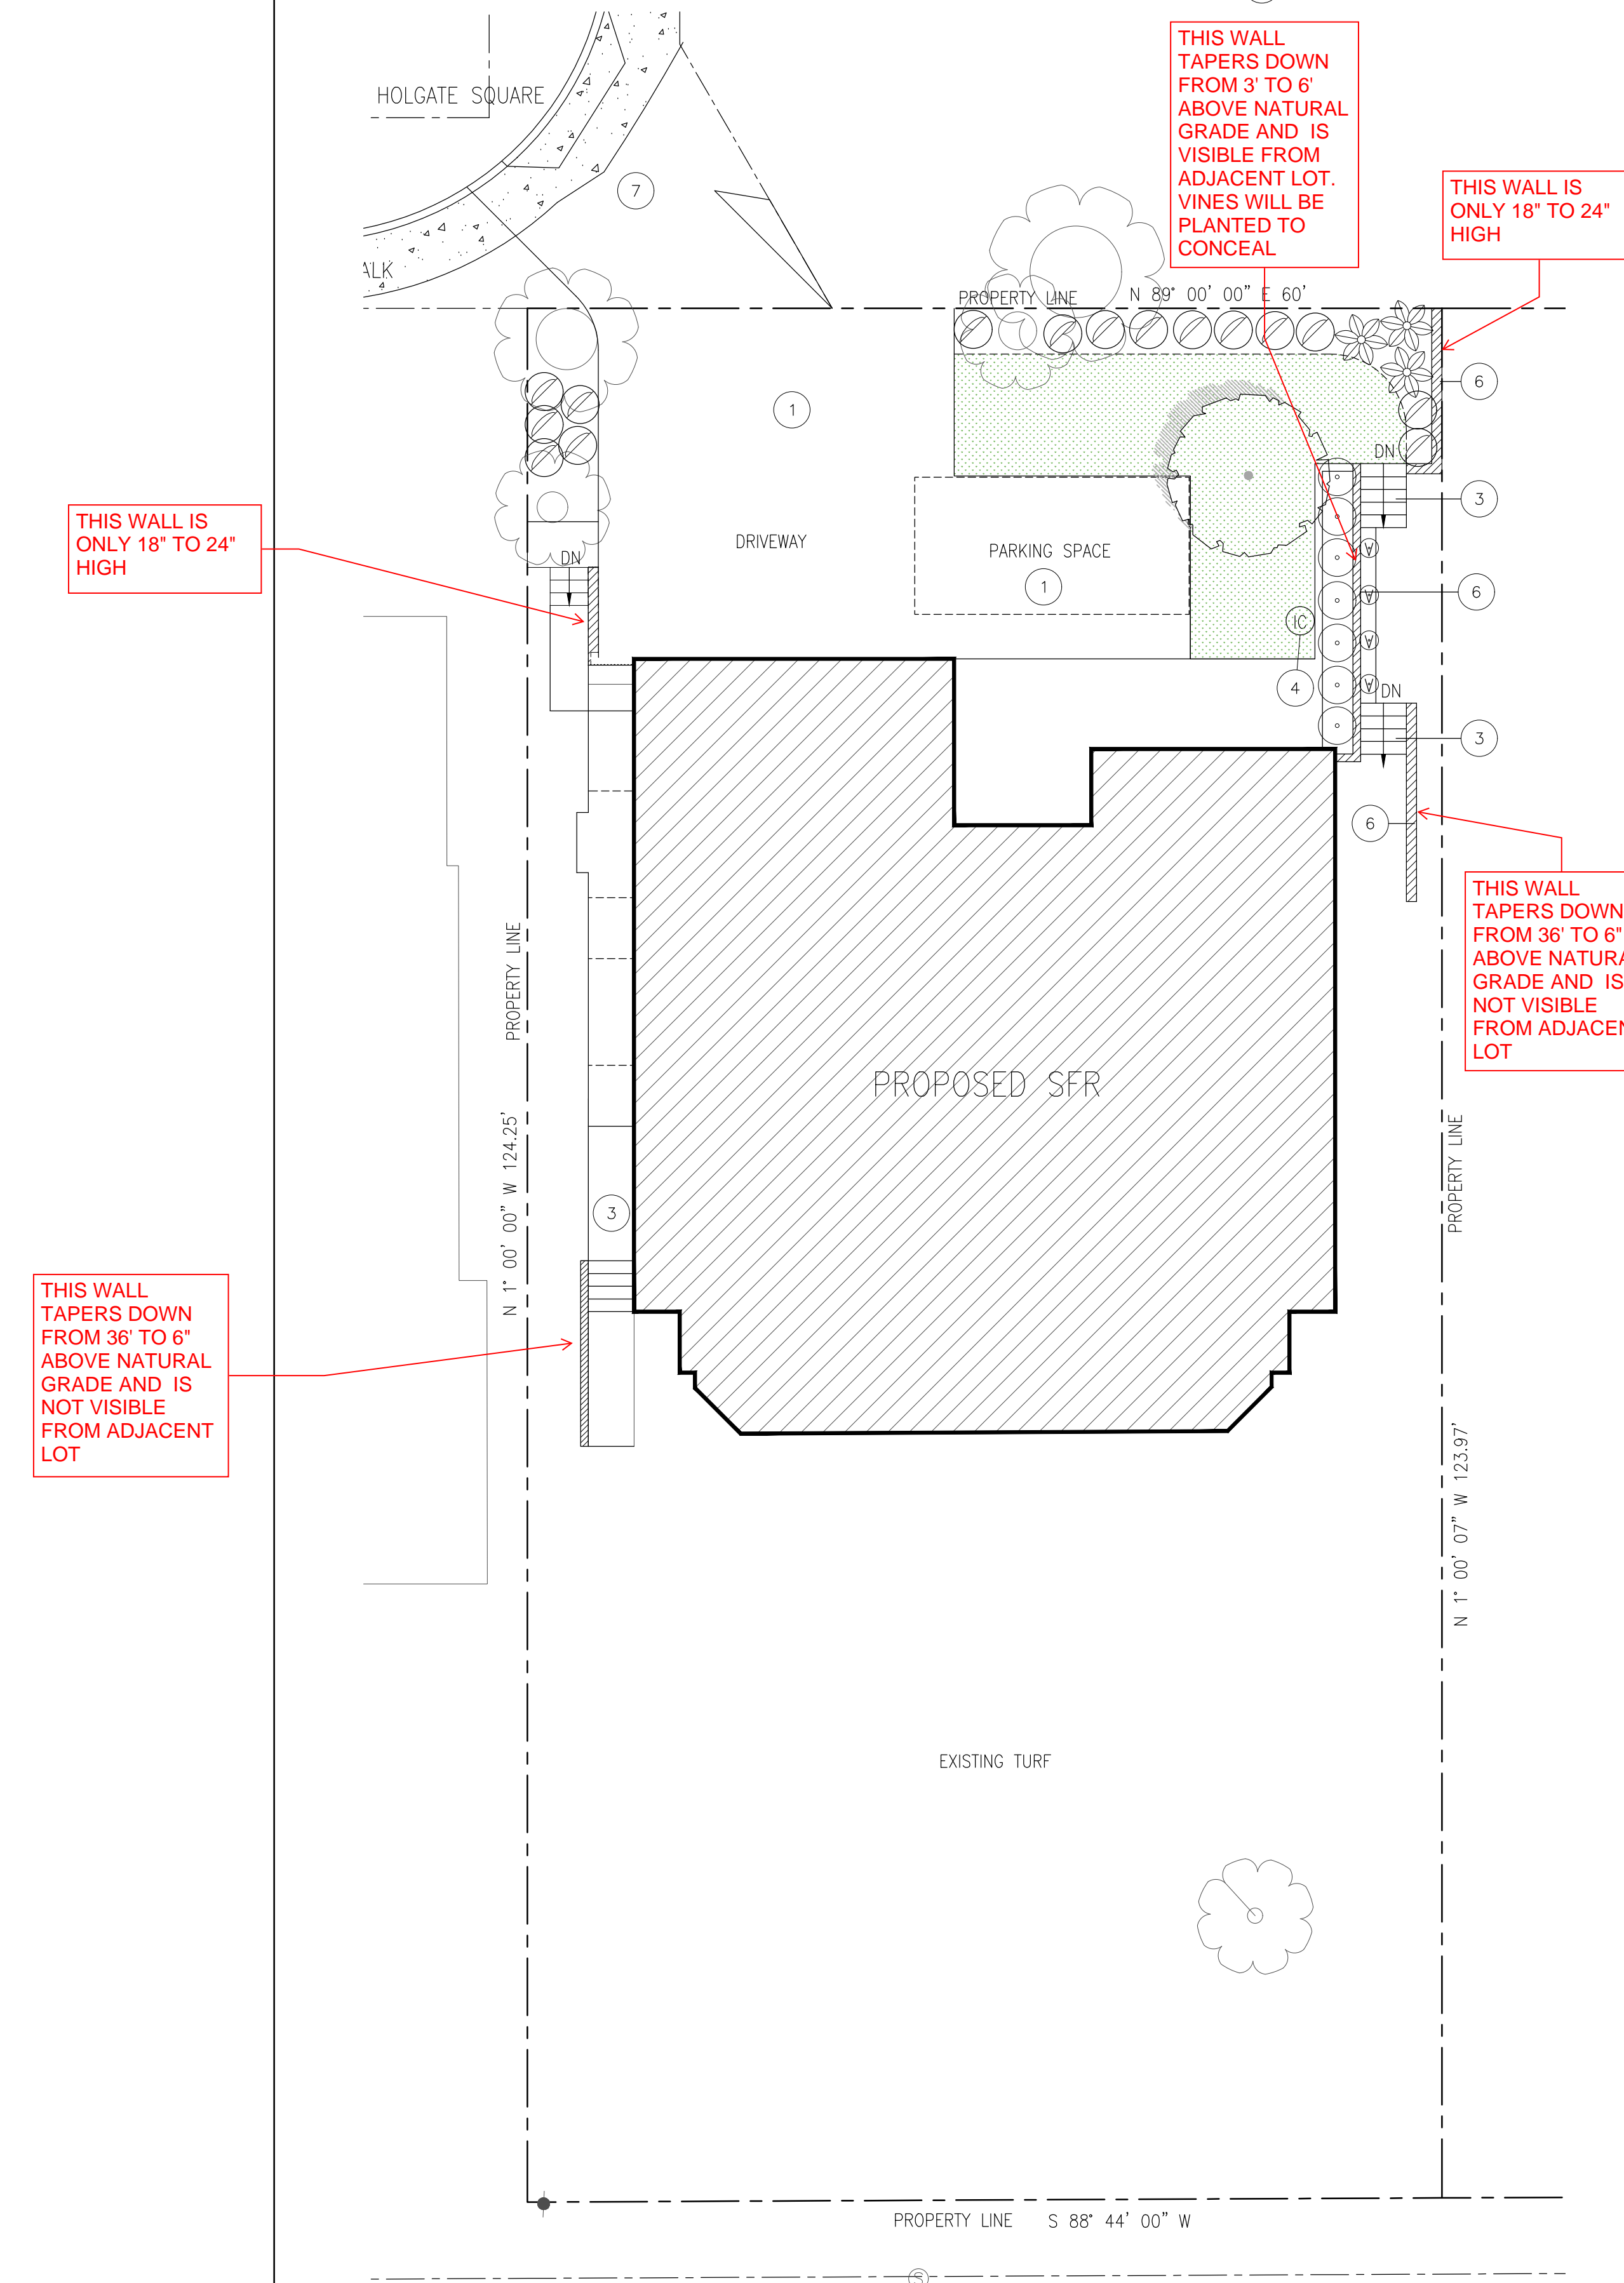 THIS WALL
TAPERS DOWN
FROM 3' TO 6'
ABOVE NATURAL
GRADE AND IS
VISIBLE FROM
ADJACENT LOT.
VINES WILL BE
PLANTED TO
CONCEAL
HOLGATE SQUARE
THIS WALL IS
ONLY 18" TO 24"
HIGH
7
ALK
PROPERTY LINE N 89° 00' 00" E 60'
6
1
DN
3
THIS WALL IS
ONLY 18" TO 24"
HIGH
DRIVEWAY
PARKING SPACE
DN
A
1
6
A
IC
A
4
A
DN
3
6
THIS WALL
TAPERS DOWN
FROM 36' TO 6"
ABOVE NATURA
GRADE AND IS
NOT VISIBLE
FROM ADJACEN
LOT
PROPERTY LINE
N 1° 00' 00" W 124.25'
PROPOSED SFR
PROPERTY LINE
N 1° 00' 07" W 123.97'
3
THIS WALL
TAPERS DOWN
FROM 36' TO 6"
ABOVE NATURAL
GRADE AND IS
NOT VISIBLE
FROM ADJACENT
LOT
EXISTING TURF
PROPERTY LINE S 88° 44' 00" W
S